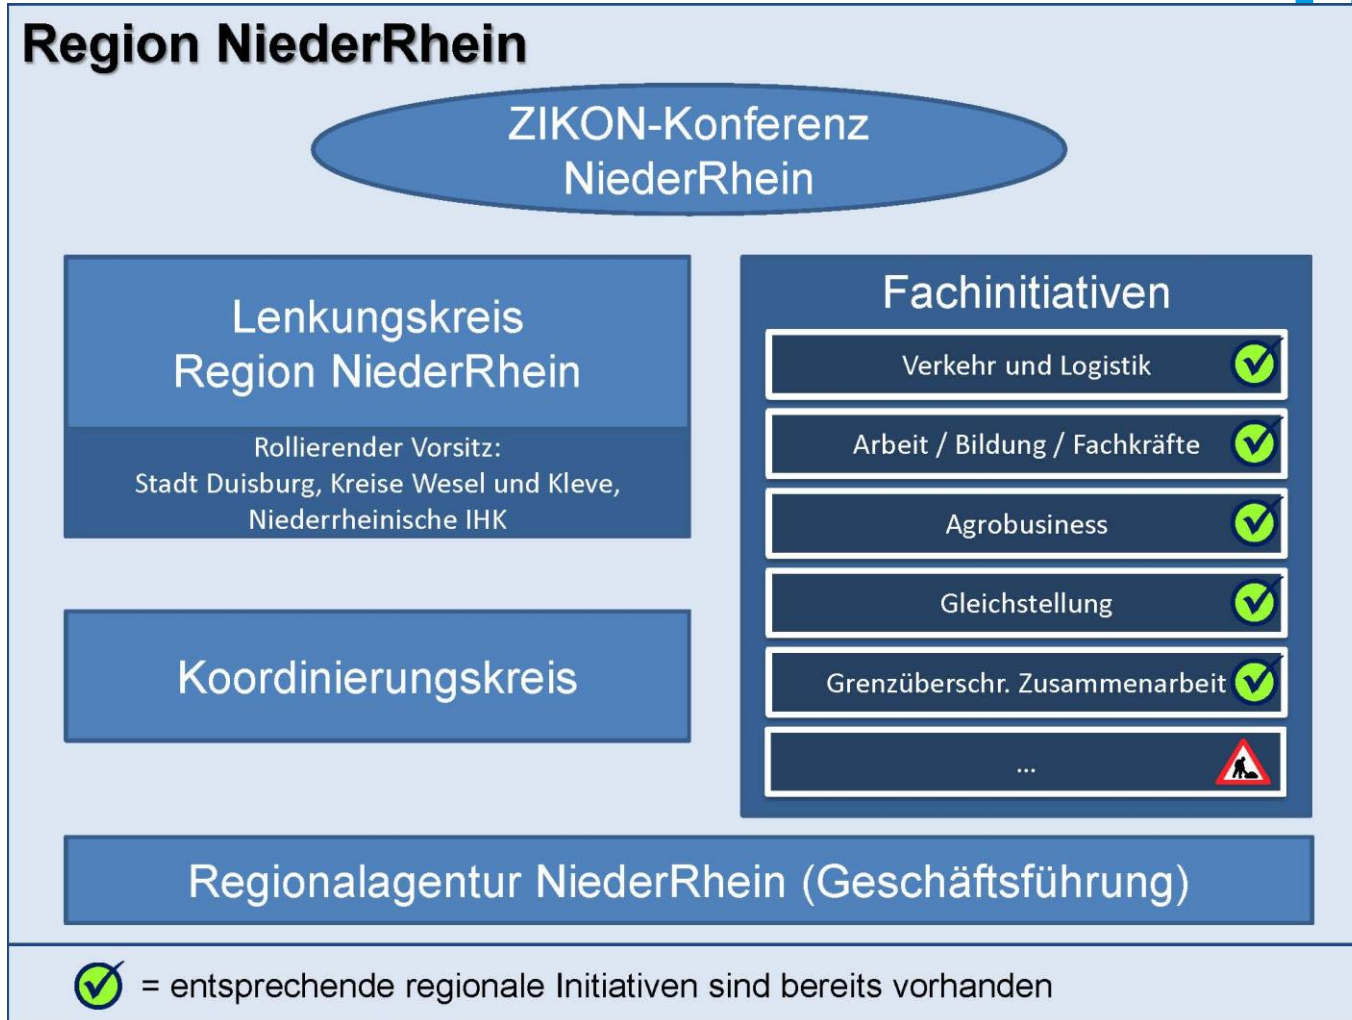 Region NiederRhein
ZIKON-Konferenz
NiederRhein
Lenkungskreis
Region NiederRhein
Rollierender Vorsitz:
Stadt Duisburg, Kreise Wesel und Kleve,
Niederrheinische IHK
Koordinierungskreis
Fachinitiativen
Verkehr und Logistik
Arbeit / Bildung / Fachkräfte
Agrobusiness
Gleichstellung
Grenzüberschr. Zusammenarbeit
...
Regionalagentur NiederRhein (Geschäftsführung)
= entsprechende regionale Initiativen sind bereits vorhanden